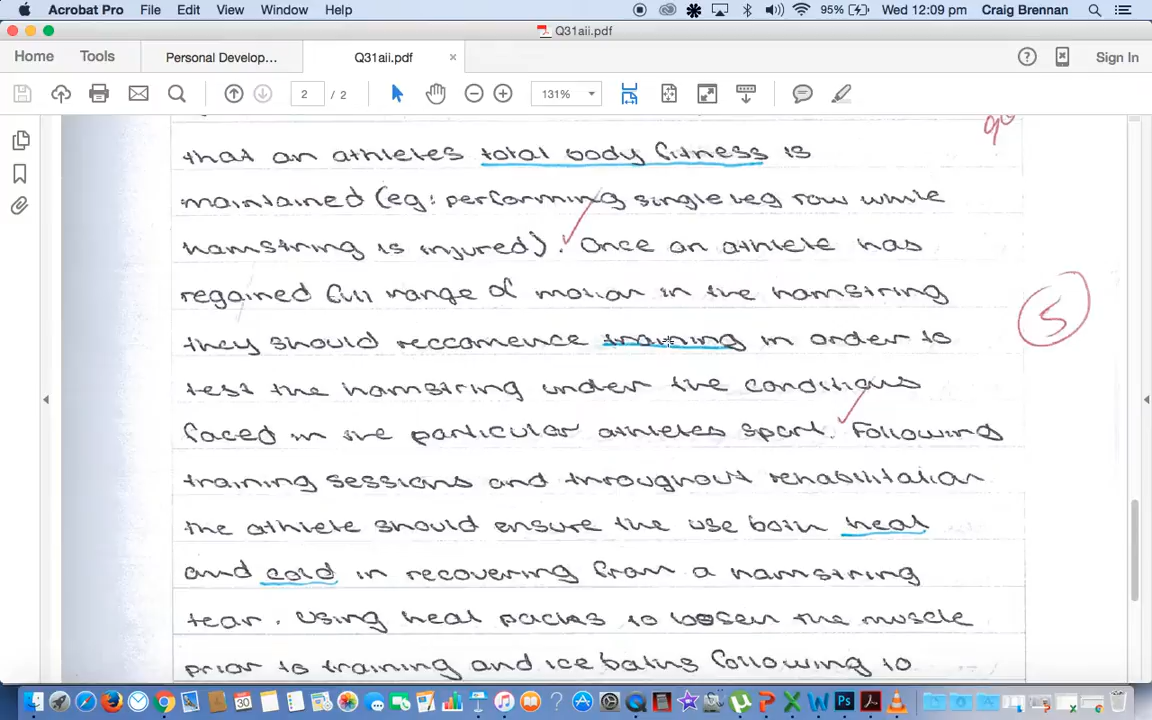 Acrobat Pro File Edit View Window Help 95% Wed 12:09 pm Craig Brennan
Q31aii.pdf
Home Tools Personal Develop... Q31aii.pdf × Sign In
2 / 2 131%
that an athletes total body fitness is
maintained (eg: performing single leg row while
hamstring is injured). Once an athlete has
regained full range of motion in the hamstring
5
they should reccomence training in order to
test the hamstring under the conditions
faced in the particular athletes sport. Following
training sessions and throughout rehabilitation
the athlete should ensure the use both heat
and cold in recovering from a hamstring
tear. Using heat packs to loosen the muscle
prior to training and ice baths following to